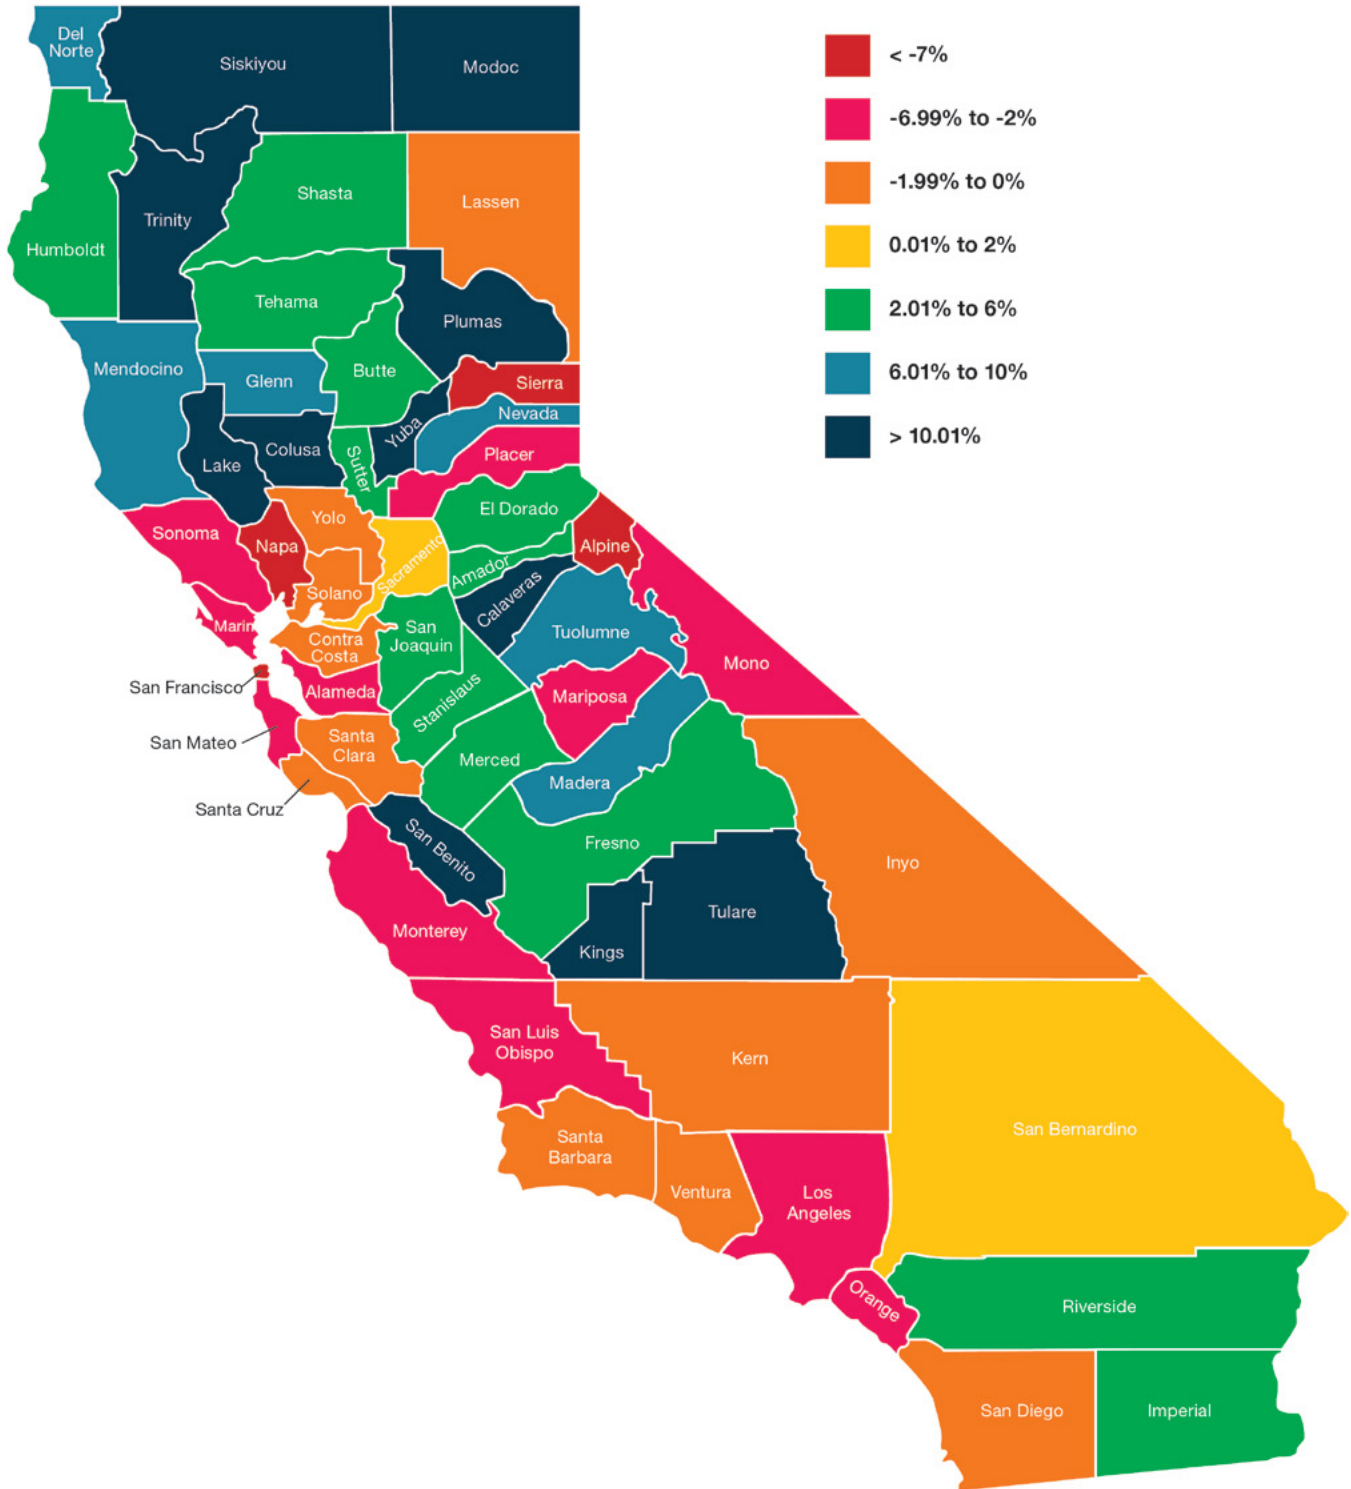 Del
Norte
Siskiyou
Modoc
< -7%
-6.99% to -2%
-1.99% to 0%
0.01% to 2%
2.01% to 6%
6.01% to 10%
> 10.01%
Humboldt
Trinity
Shasta
Lassen
Tehama
Plumas
Mendocino
Glenn
Butte
Sierra
Nevada
Yuba
Colusa
Lake
Sutter
Placer
El Dorado
Sonoma
Napa
Yolo
Sacramento
Amador
Alpine
Solano
Calaveras
Marin
Contra
Costa
San
Joaquin
Tuolumne
Mono
San Francisco
Alameda
Stanislaus
Mariposa
San Mateo
Santa
Clara
Merced
Madera
Santa Cruz
San Benito
Fresno
Inyo
Monterey
Kings
Tulare
San Luis
Obispo
Kern
San Bernardino
Santa
Barbara
Ventura
Los
Angeles
Orange
Riverside
San Diego
Imperial